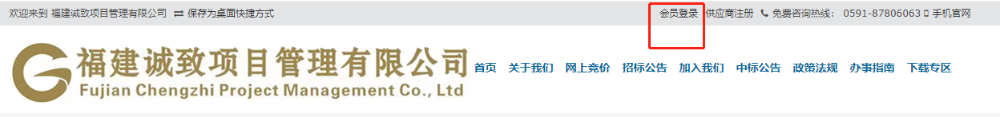 欢迎来到 福建诚致项目管理有限公司 ⇄ 保存为桌面快捷方式 会员登录 供应商注册 免费咨询热线： 0591-87806063 手机官网
福建诚致项目管理有限公司
Fujian Chengzhi Project Management Co., Ltd
首页 关于我们 网上竞价 招标公告 加入我们 中标公告 政策法规 办事指南 下载专区